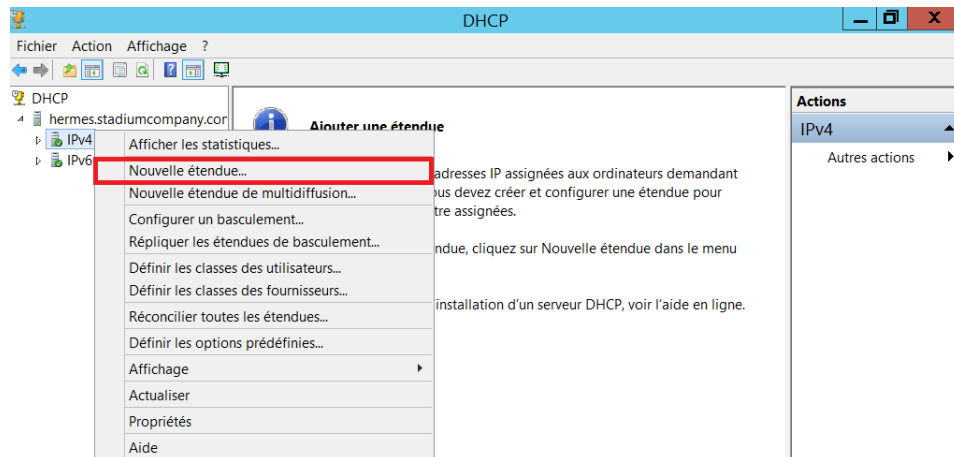 DHCP
Fichier Action Affichage ?
DHCP
hermes.stadiumcompany.cor
IPv4
IPv6
Afficher les statistiques...
Nouvelle étendue...
Nouvelle étendue de multidiffusion...
Configurer un basculement...
Répliquer les étendues de basculement...
Définir les classes des utilisateurs...
Définir les classes des fournisseurs...
Réconcilier toutes les étendues...
Définir les options prédéfinies...
Affichage
Actualiser
Propriétés
Aide
Ajouter une étendue
adresses IP assignées aux ordinateurs demandant
us devez créer et configurer une étendue pour
tre assignées.
ndue, cliquez sur Nouvelle étendue dans le menu
installation d'un serveur DHCP, voir l'aide en ligne.
Actions
IPv4
Autres actions